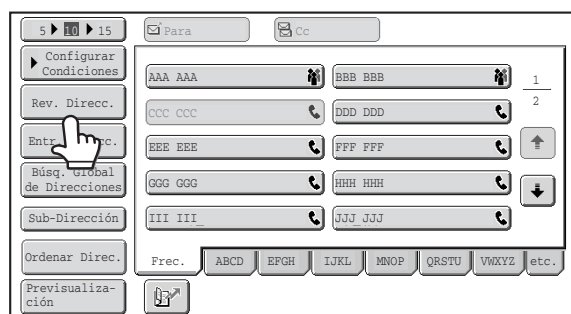 5 10 15
Para
Cc
Configurar
Condiciones
Rev. Direcc.
Búsq. Global
de Direcciones
Sub-Dirección
Ordenar Direc.
Previsualiza-
ción
AAA AAA
BBB BBB
CCC CCC
DDD DDD
EEE EEE
FFF FFF
GGG GGG
HHH HHH
III III
JJJ JJJ
1
2
Frec.
ABCD
EFGH
IJKL
MNOP
QRSTU
VWXYZ
etc.